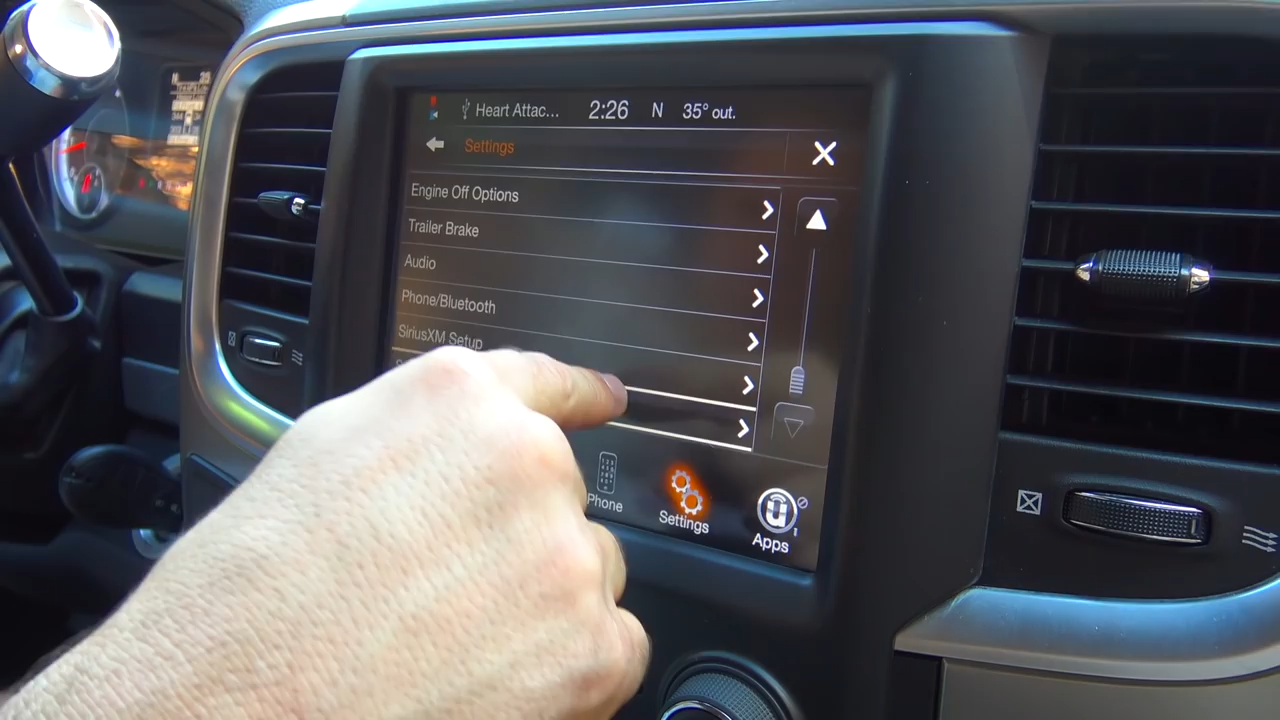 Heart Attac... 2:26 N 35° out.
Settings
Engine Off Options
Trailer Brake
Audio
Phone/Bluetooth
SiriusXM Setup
Phone
Settings
Apps